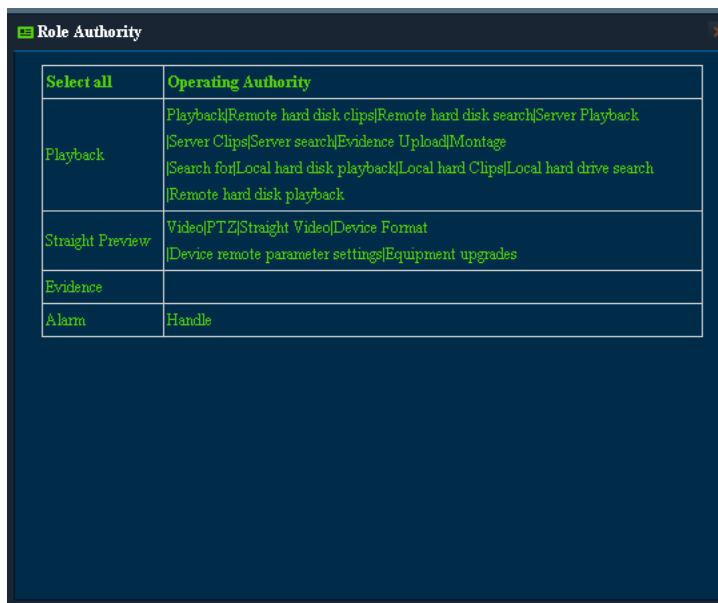 Role Authority
Select all Operating Authority
Playback Playback|Remote hard disk clips|Remote hard disk search|Server Playback
|Server Clips|Server search|Evidence Upload|Montage
|Search for|Local hard disk playback|Local hard Clips|Local hard drive search
|Remote hard disk playback
Straight Preview Video|PTZ|Straight Video|Device Format
|Device remote parameter settings|Equipment upgrades
Evidence
Alarm Handle